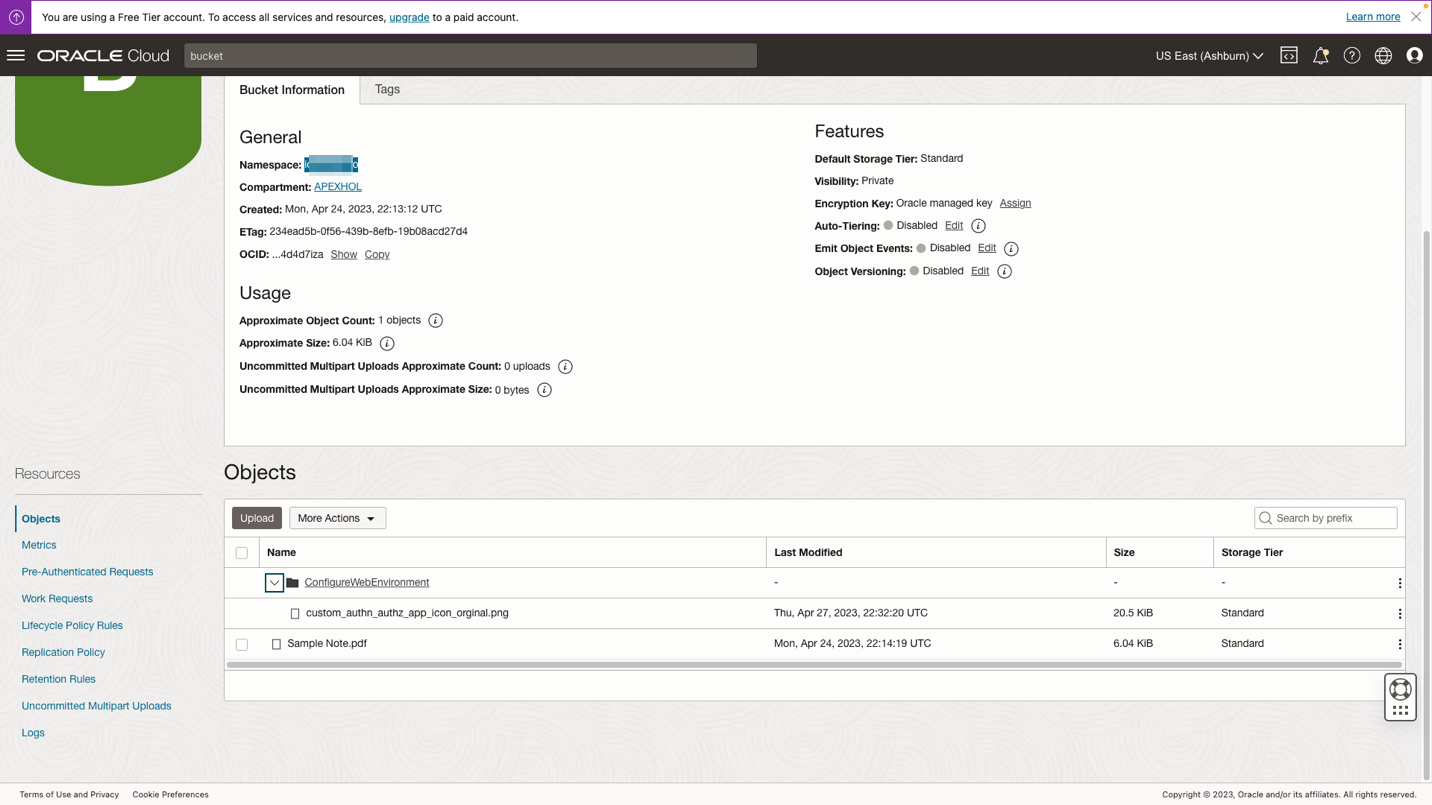 You are using a Free Tier account. To access all services and resources, upgrade to a paid account.
Learn more
ORACLE Cloud
bucket
US East (Ashburn)
Bucket Information
Tags
General
Namespace:
Compartment: APEXHOL
Created: Mon, Apr 24, 2023, 22:13:12 UTC
ETag: 234ead5b-0f56-439b-8efb-19b08acd27d4
OCID: ...4d4d7iza Show Copy
Usage
Approximate Object Count: 1 objects
Approximate Size: 6.04 KiB
Uncommitted Multipart Uploads Approximate Count: 0 uploads
Uncommitted Multipart Uploads Approximate Size: 0 bytes
Features
Default Storage Tier: Standard
Visibility: Private
Encryption Key: Oracle managed key Assign
Auto-Tiering: Disabled Edit
Emit Object Events: Disabled Edit
Object Versioning: Disabled Edit
Resources
Objects
Metrics
Pre-Authenticated Requests
Work Requests
Lifecycle Policy Rules
Replication Policy
Retention Rules
Uncommitted Multipart Uploads
Logs
Objects
Upload More Actions
Search by prefix
Name Last Modified Size Storage Tier
ConfigureWebEnvironment - - -
custom_authn_authz_app_icon_orginal.png Thu, Apr 27, 2023, 22:32:20 UTC 20.5 KiB Standard
Sample Note.pdf Mon, Apr 24, 2023, 22:14:19 UTC 6.04 KiB Standard
Terms of Use and Privacy Cookie Preferences
Copyright © 2023, Oracle and/or its affiliates. All rights reserved.